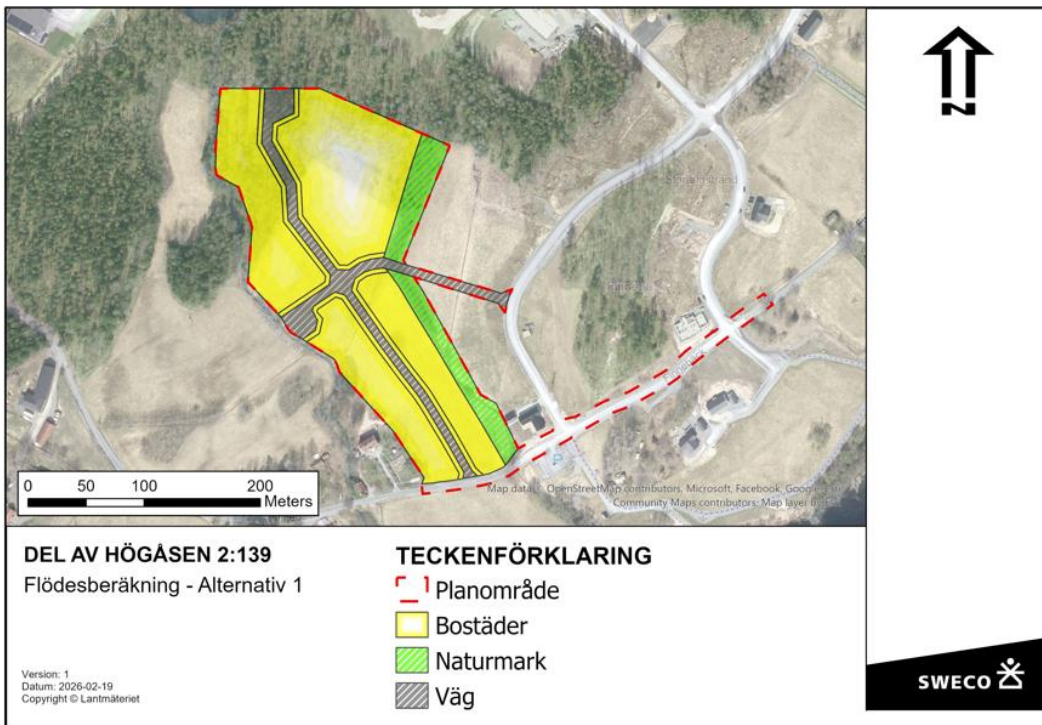 N
0 50 100 200
Meters
Map data © OpenStreetMap contributors, Microsoft, Facebook, Google
Community Maps contributors: Map layer
DEL AV HÖGÅSEN 2:139
Flödesberäkning - Alternativ 1
Version: 1
Datum: 2026-02-19
Copyright © Lantmäteriet
TECKENFÖRKLARING
Planområde
Bostäder
Naturmark
Väg
SWECO
P